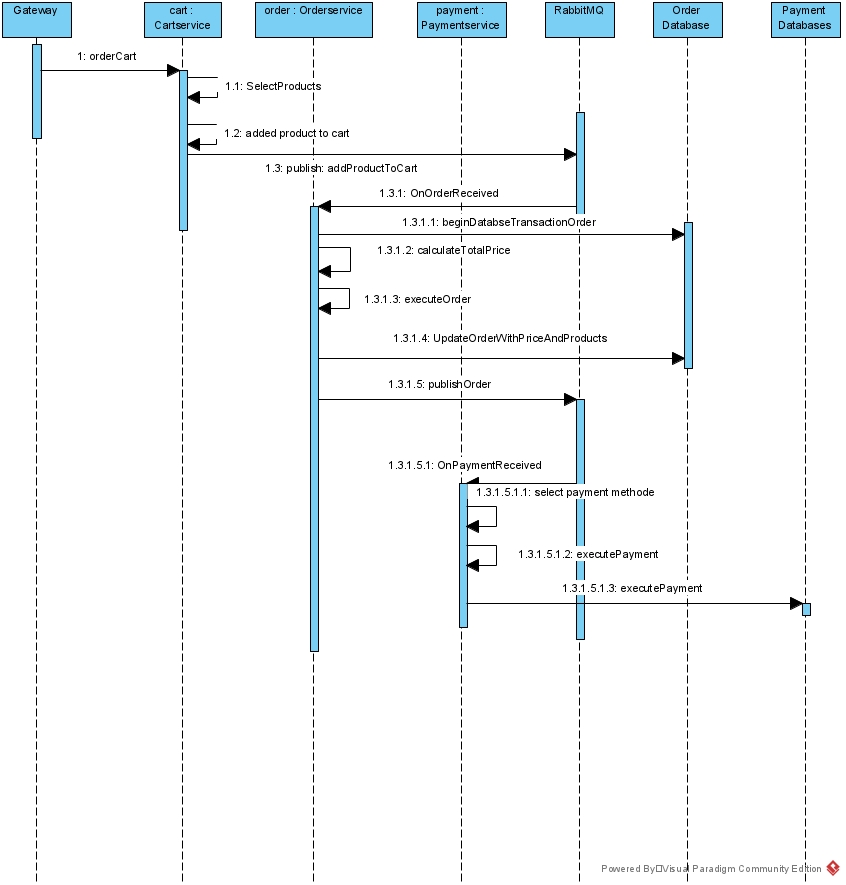 Gateway
cart :
Cartservice
order : Orderservice
payment :
Paymentservice
RabbitMQ
Order
Database
Payment
Databases
1: orderCart
1.1: SelectProducts
1.2: added product to cart
1.3: publish: addProductToCart
1.3.1: OnOrderReceived
1.3.1.1: beginDatabseTransactionOrder
1.3.1.2: calculateTotalPrice
1.3.1.3: executeOrder
1.3.1.4: UpdateOrderWithPriceAndProducts
1.3.1.5: publishOrder
1.3.1.5.1: OnPaymentReceived
1.3.1.5.1.1: select payment methode
1.3.1.5.1.2: executePayment
1.3.1.5.1.3: executePayment
Powered By□Visual Paradigm Community Edition